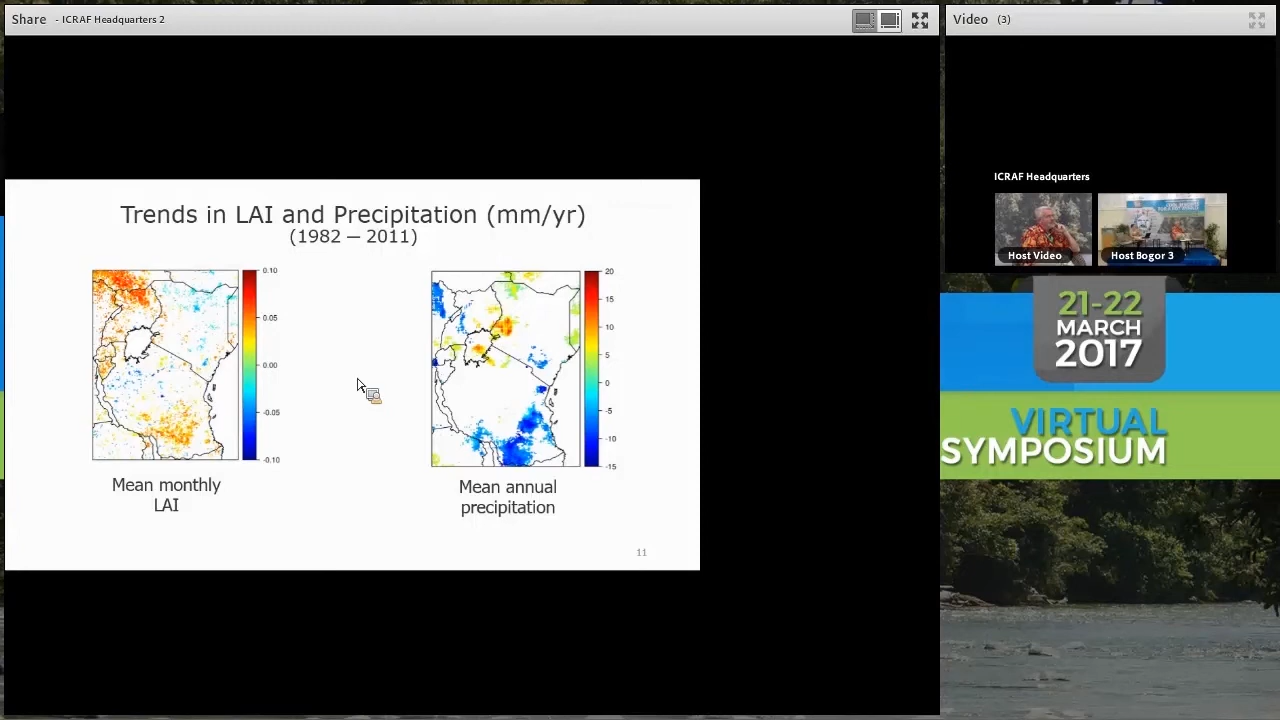 Share - ICRAF Headquarters 2
Video (3)
ICRAF Headquarters
Host Video
Host Bogor 3
Trends in LAI and Precipitation (mm/yr)
(1982 — 2011)
0.10
0.05
0.00
-0.05
-0.10
Mean monthly
LAI
20
15
10
5
0
-5
-10
-15
Mean annual
precipitation
11
21-22
MARCH
2017
VIRTUAL
SYMPOSIUM